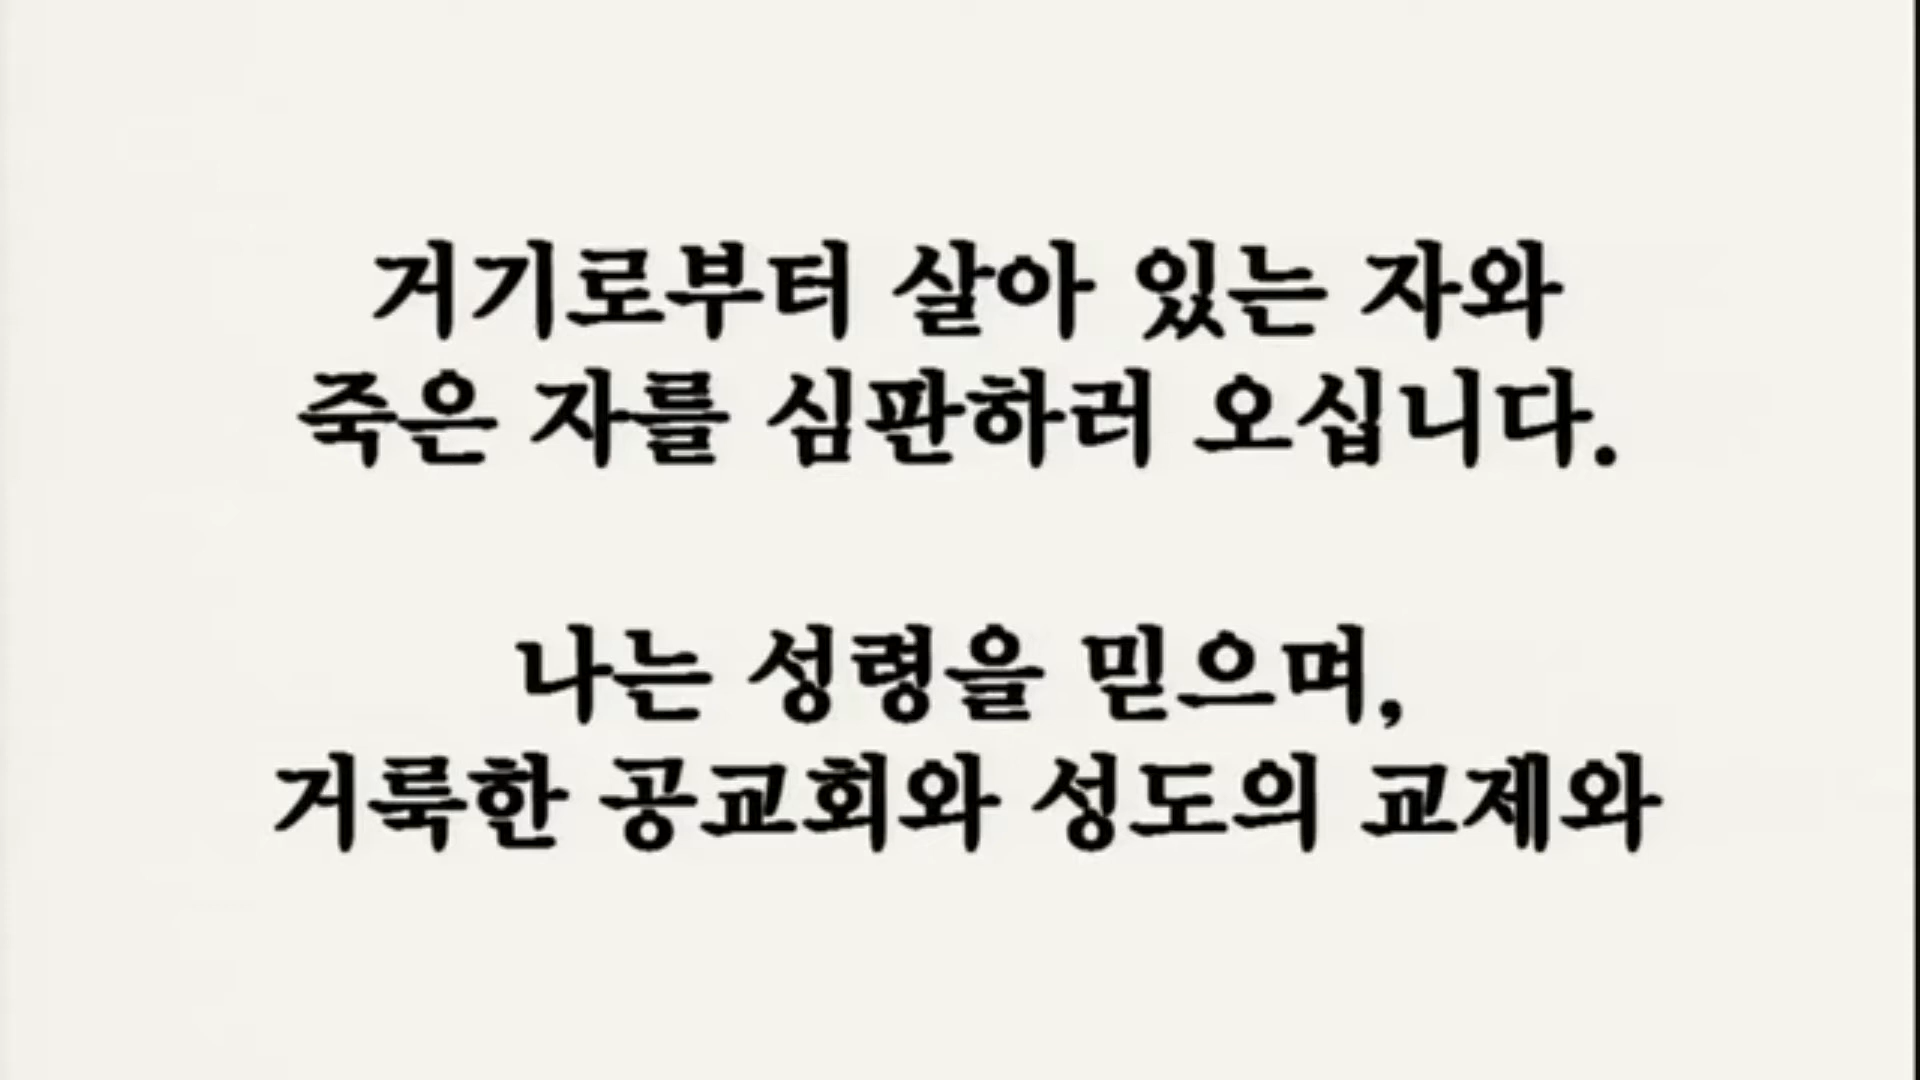 거기로부터 살아 있는 자와
죽은 자를 심판하러 오십니다.
나는 성령을 믿으며,
거룩한 공교회와 성도의 교제와